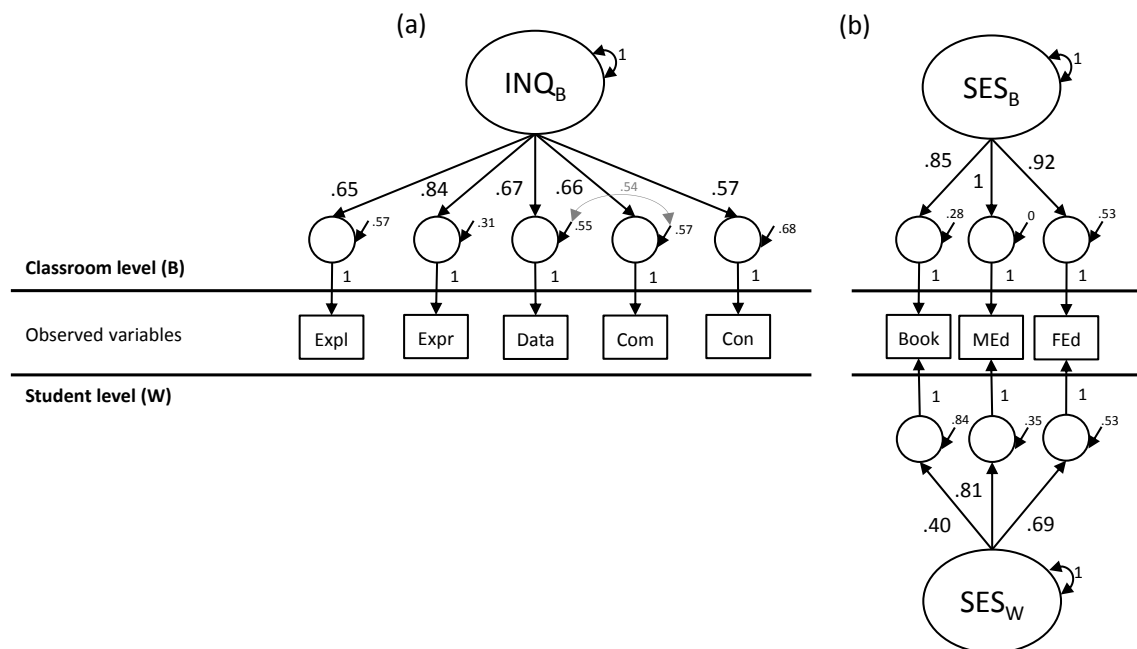 (a)
(b)
INQB
1
SESB
1
.65
.84
.67
.66
.54
.57
.85
1
.92
.57
.31
.55
.57
.68
.28
0
.53
Classroom level (B)
1
1
1
1
1
1
1
1
Observed variables
Expl
Expr
Data
Com
Con
Book
MEd
FEd
Student level (W)
1
1
1
.84
.35
.53
.40
.81
.69
SESW
1